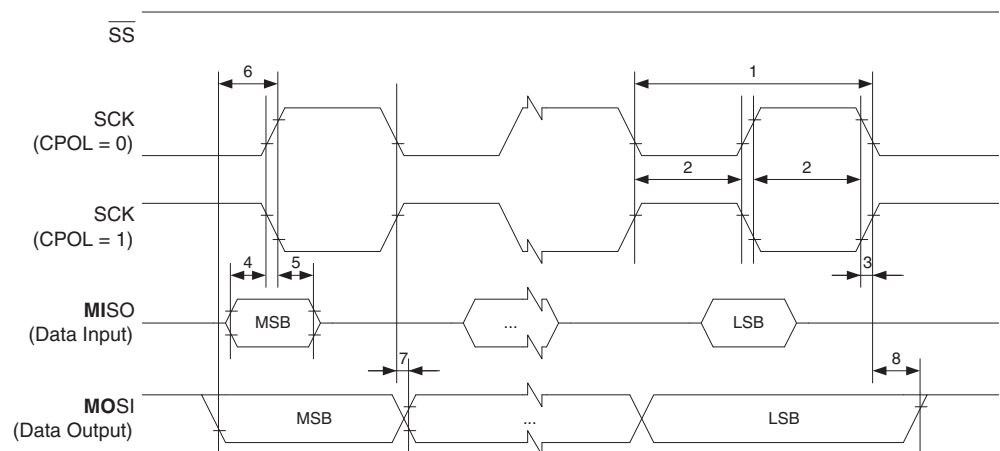 SS
6
1
SCK
(CPOL = 0)
2
2
SCK
(CPOL = 1)
4
5
3
MISO
(Data Input)
MSB
...
LSB
7
8
MOSI
(Data Output)
MSB
...
LSB